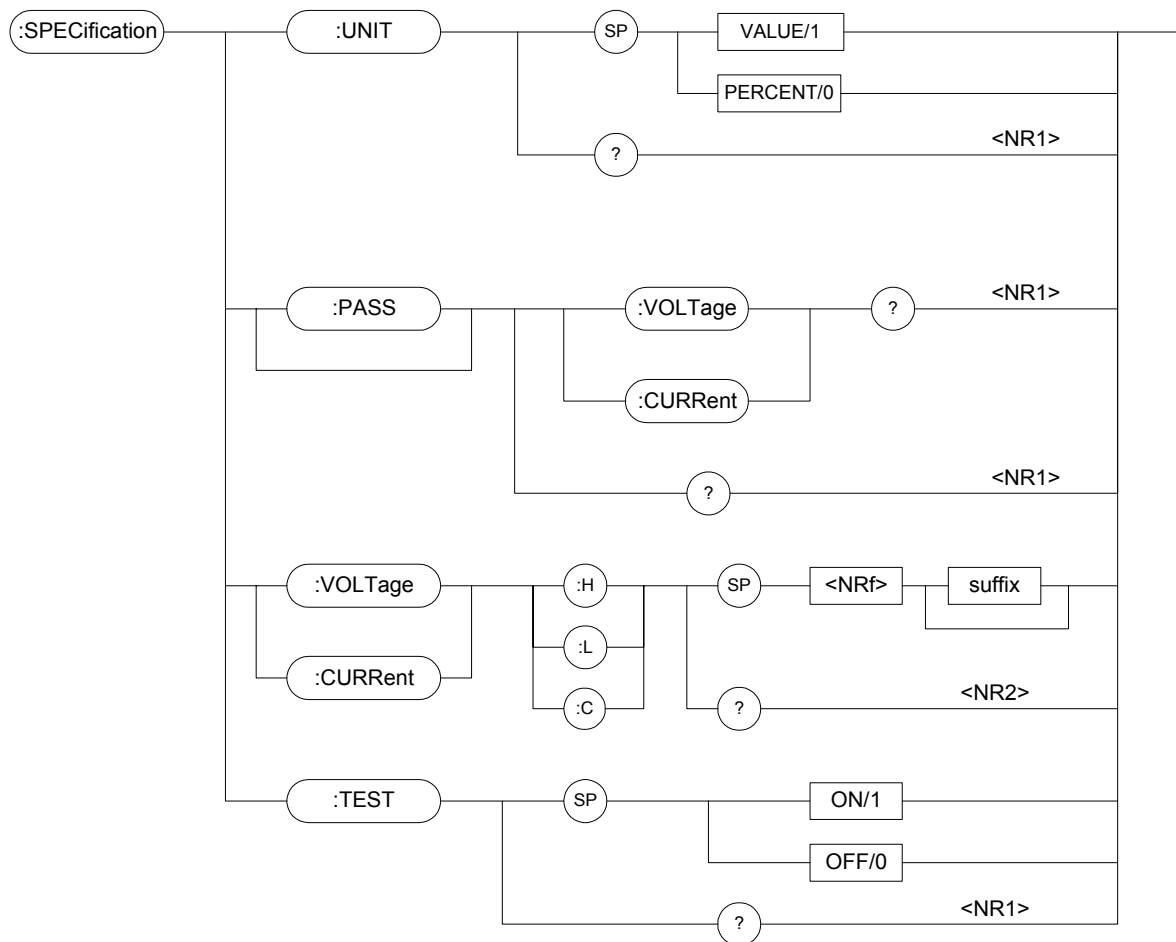 :SPECification
:UNIT
SP
VALUE/1
PERCENT/0
?
<NR1>
:PASS
:VOLTage
?
<NR1>
:CURRent
?
<NR1>
:VOLTage
:H
SP
<NRf>
suffix
:L
:CURRent
:C
?
<NR2>
:TEST
SP
ON/1
OFF/0
?
<NR1>